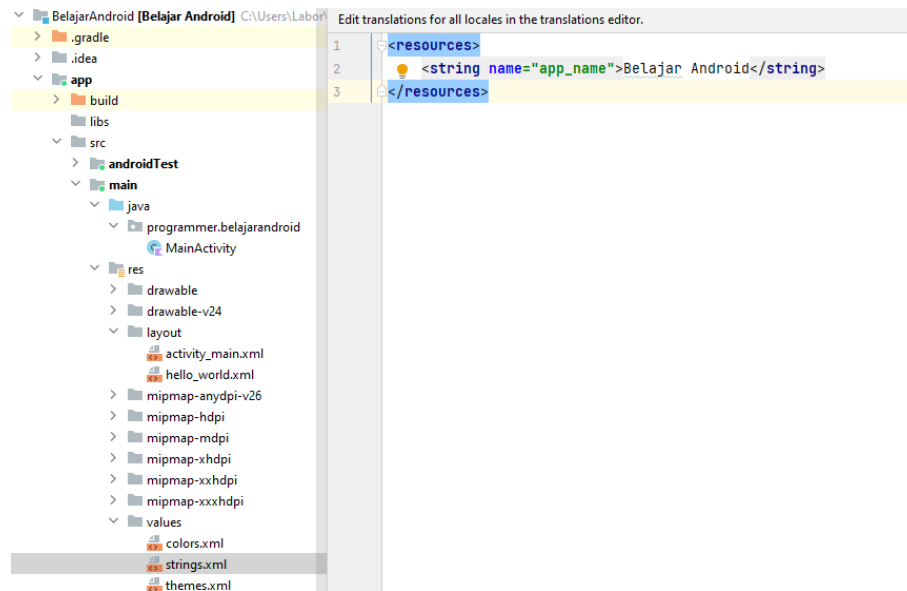 BelajarAndroid [Belajar Android] C:\Users\Labor
.gradle
.idea
app
build
libs
src
androidTest
main
java
programmer.belajarandroid
MainActivity
res
drawable
drawable-v24
layout
activity_main.xml
hello_world.xml
mipmap-anydpi-v26
mipmap-hdpi
mipmap-mdpi
mipmap-xhdpi
mipmap-xxhdpi
mipmap-xxxhdpi
values
colors.xml
strings.xml
themes.xml
Edit translations for all locales in the translations editor.
1 <resources>
2 <string name="app_name">Belajar Android</string>
3 </resources>